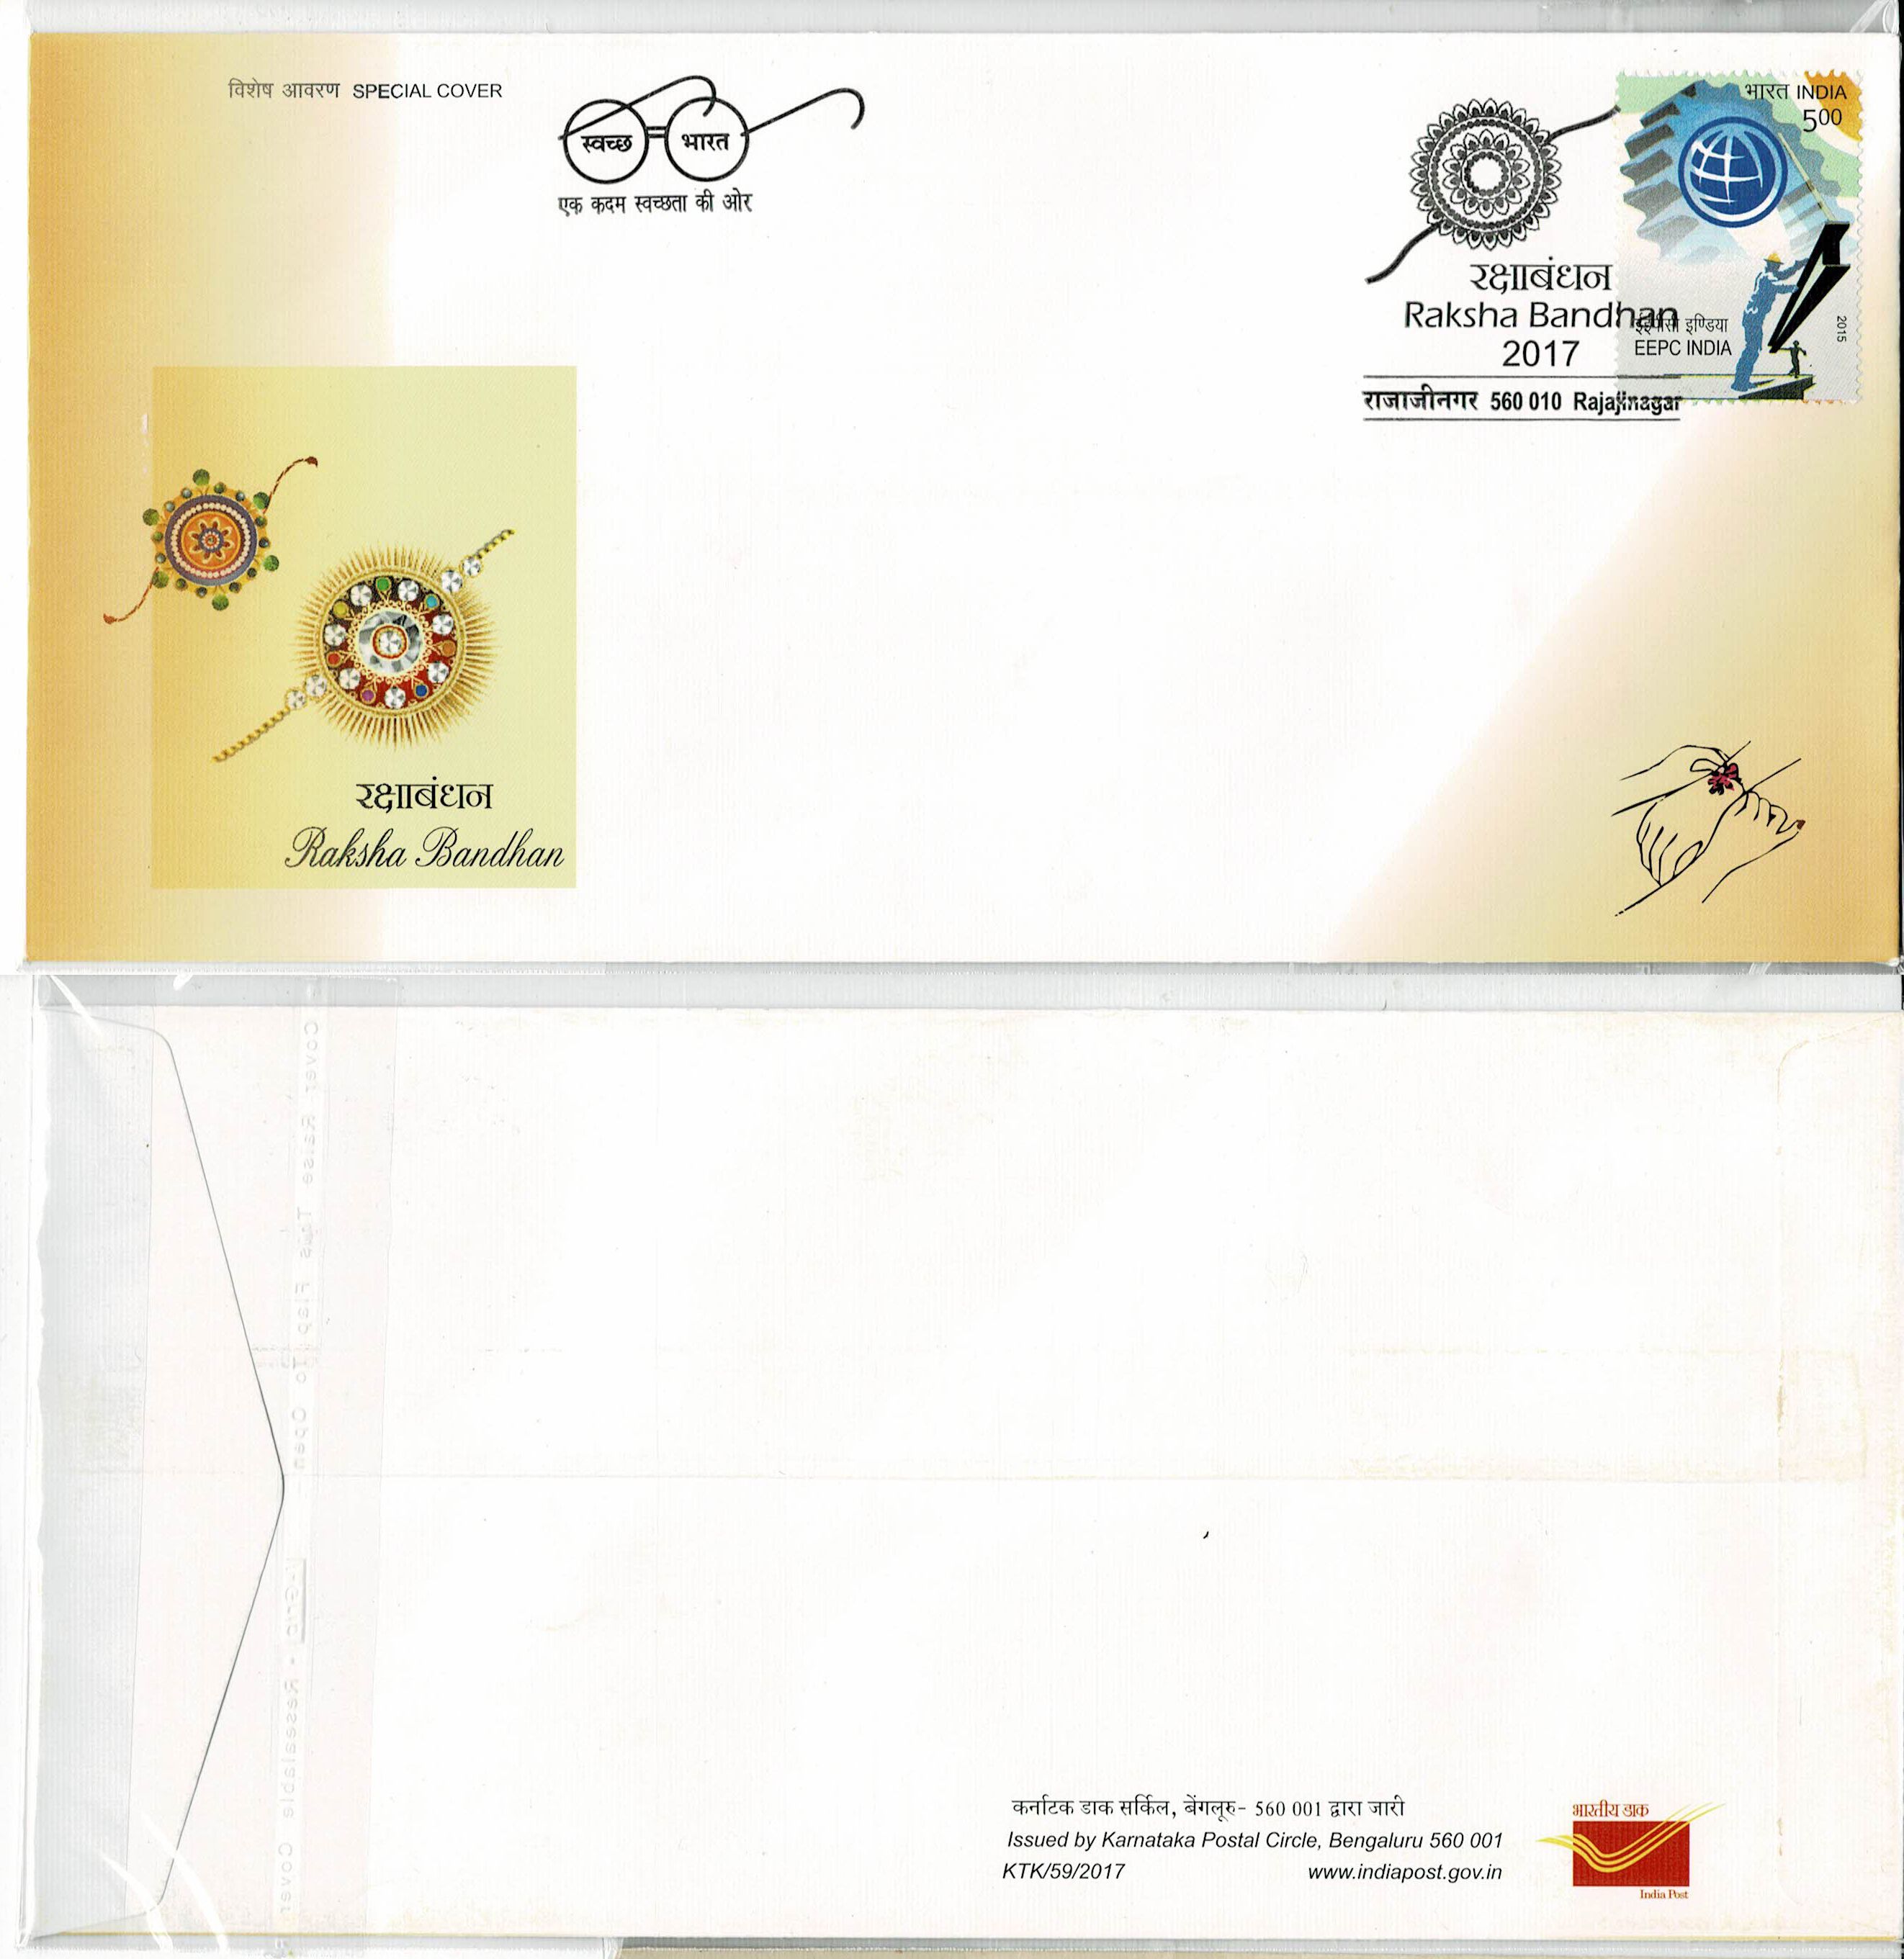 विशेष आवरण SPECIAL COVER
स्वच्छ भारत
एक कदम स्वच्छता की ओर
भारत INDIA
500
रक्षाबंधन
Raksha Bandhan
2017
राजाजीनगर 560 010 Rajajinagar
ईईपीसी इण्डिया
EEPC INDIA
2015
रक्षाबंधन
Raksha Bandhan
Cover Raise This Flap To Open
- Resealable Cover
कर्नाटक डाक सर्किल, बेंगलूरु- 560 001 द्वारा जारी
Issued by Karnataka Postal Circle, Bengaluru 560 001
KTK/59/2017 www.indiapost.gov.in
भारतीय डाक
India Post